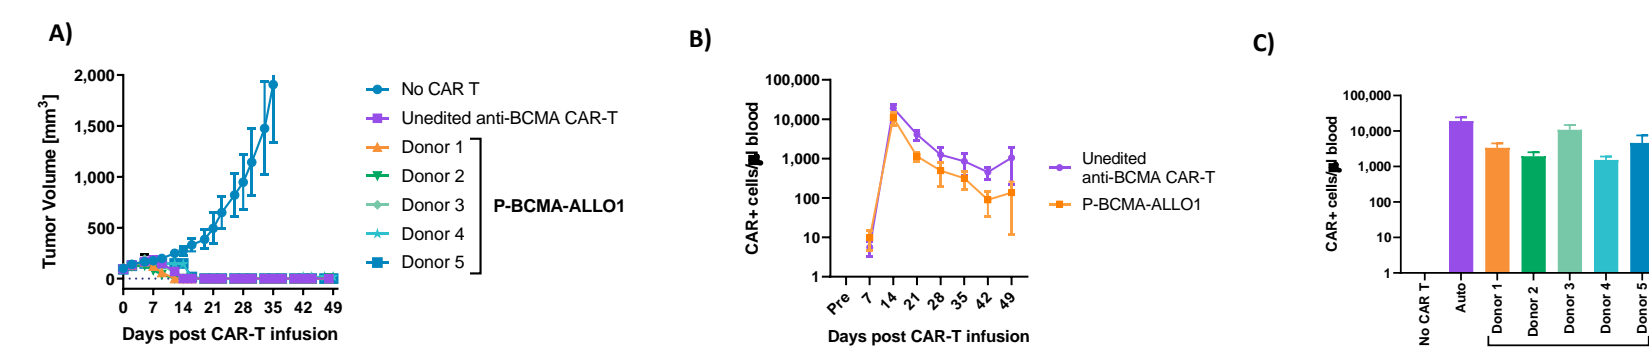 A)
Tumor Volume [mm³]
2,000
1,500
1,000
500
0
0 7 14 21 28 35 42 49
Days post CAR-T infusion
No CAR T
Unedited anti-BCMA CAR-T
Donor 1
Donor 2
Donor 3
Donor 4
Donor 5
P-BCMA-ALLO1
B)
CAR+ cells/µl blood
100,000
10,000
1,000
100
10
1
Pre 7 14 21 28 35 42 49
Days post CAR-T infusion
Unedited
anti-BCMA CAR-T
P-BCMA-ALLO1
C)
CAR+ cells/µl blood
100,000
10,000
1,000
100
10
1
No CAR T
Auto
Donor 1
Donor 2
Donor 3
Donor 4
Donor 5